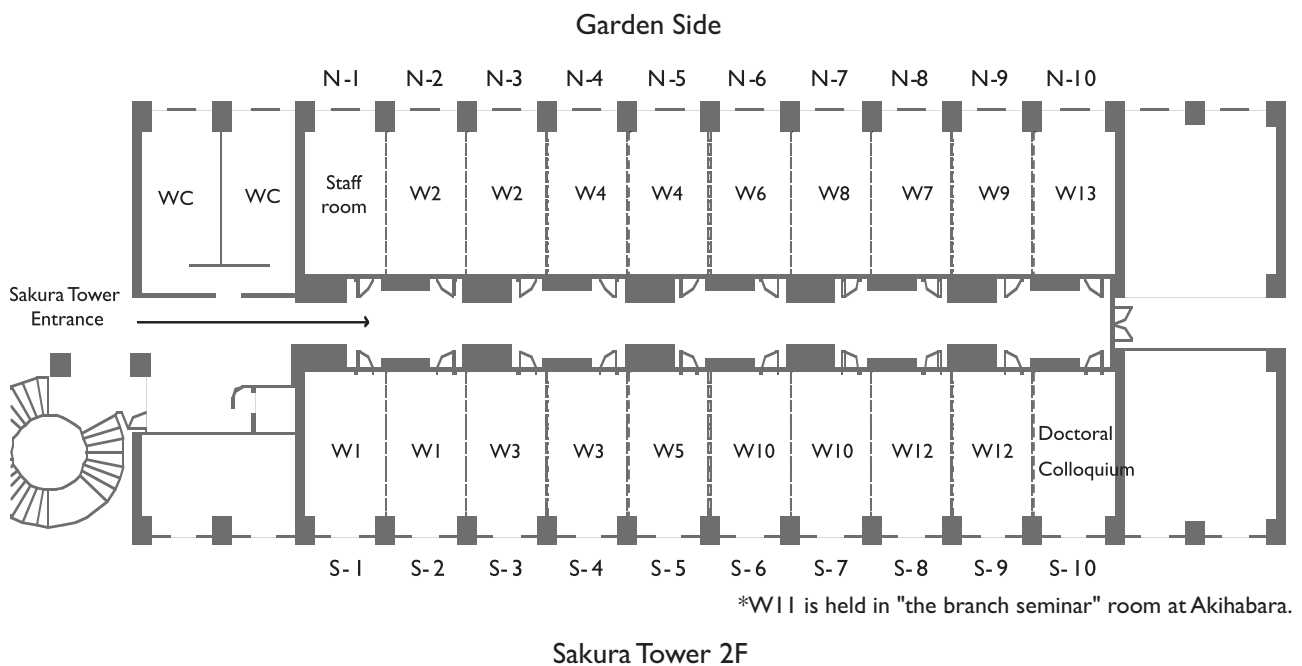 Garden Side
N-1 N-2 N-3 N-4 N-5 N-6 N-7 N-8 N-9 N-10
WC WC Staff room W2 W2 W4 W4 W6 W8 W7 W9 W13
Sakura Tower
Entrance
W1 W1 W3 W3 W5 W10 W10 W12 W12 Doctoral
Colloquium
S-1 S-2 S-3 S-4 S-5 S-6 S-7 S-8 S-9 S-10
*W11 is held in "the branch seminar" room at Akihabara.
Sakura Tower 2F